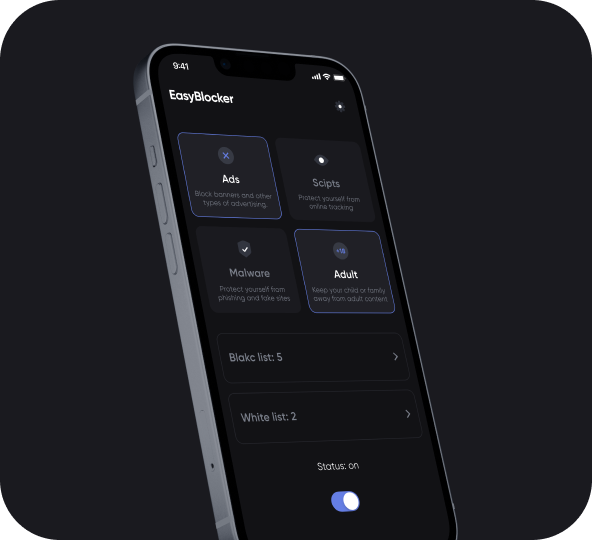 9:41
EasyBlocker
Ads
Block banners and other
types of advertising.
Scipts
Protect yourself from
online tracking
Malware
Protect yourself from
phishing and fake sites
+18
Adult
Keep your child or family
away from adult content
Blakc list: 5
White list: 2
Status: on